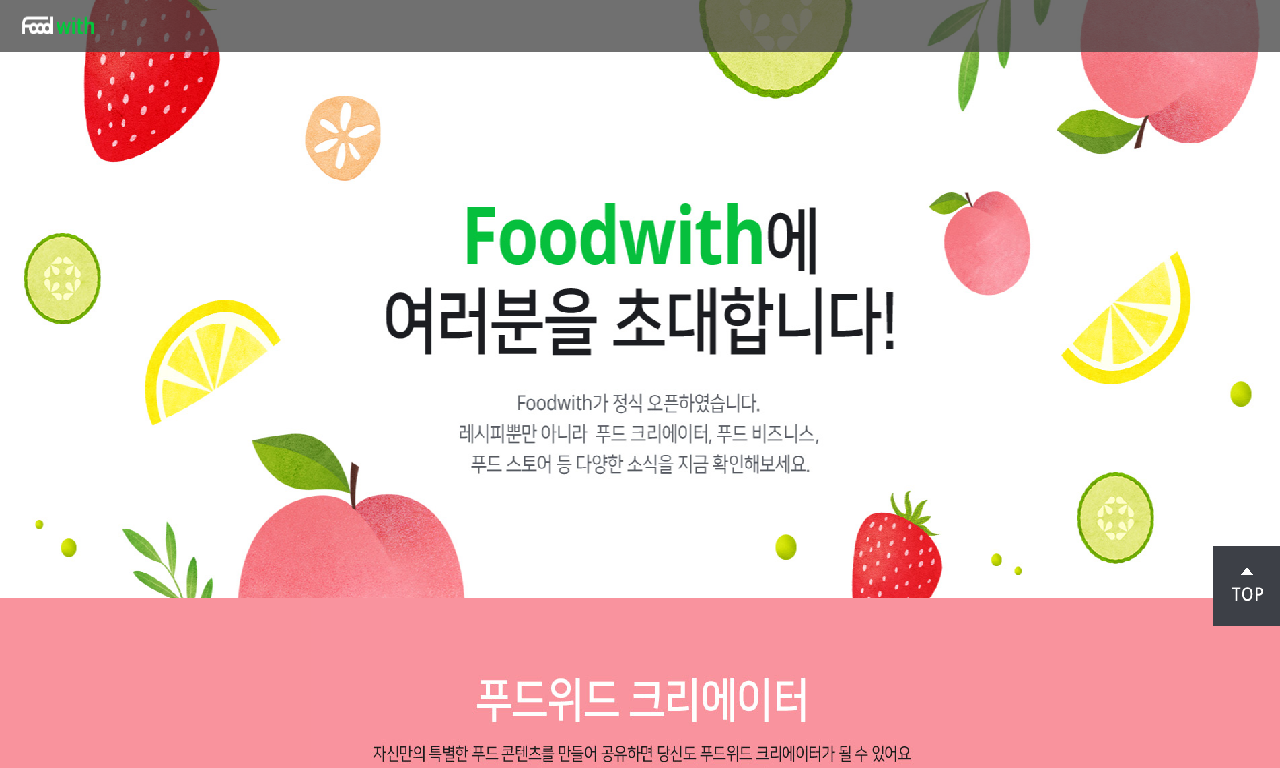 Food with
Foodwith에
여러분을 초대합니다!
Foodwith가 정식 오픈하였습니다.
레시피뿐만 아니라 푸드 크리에이터, 푸드 비즈니스,
푸드 스토어 등 다양한 소식을 지금 확인해보세요.
TOP
푸드위드 크리에이터
자신만의 특별한 푸드 콘텐츠를 만들어 공유하면 당신도 푸드위드 크리에이터가 될 수 있어요